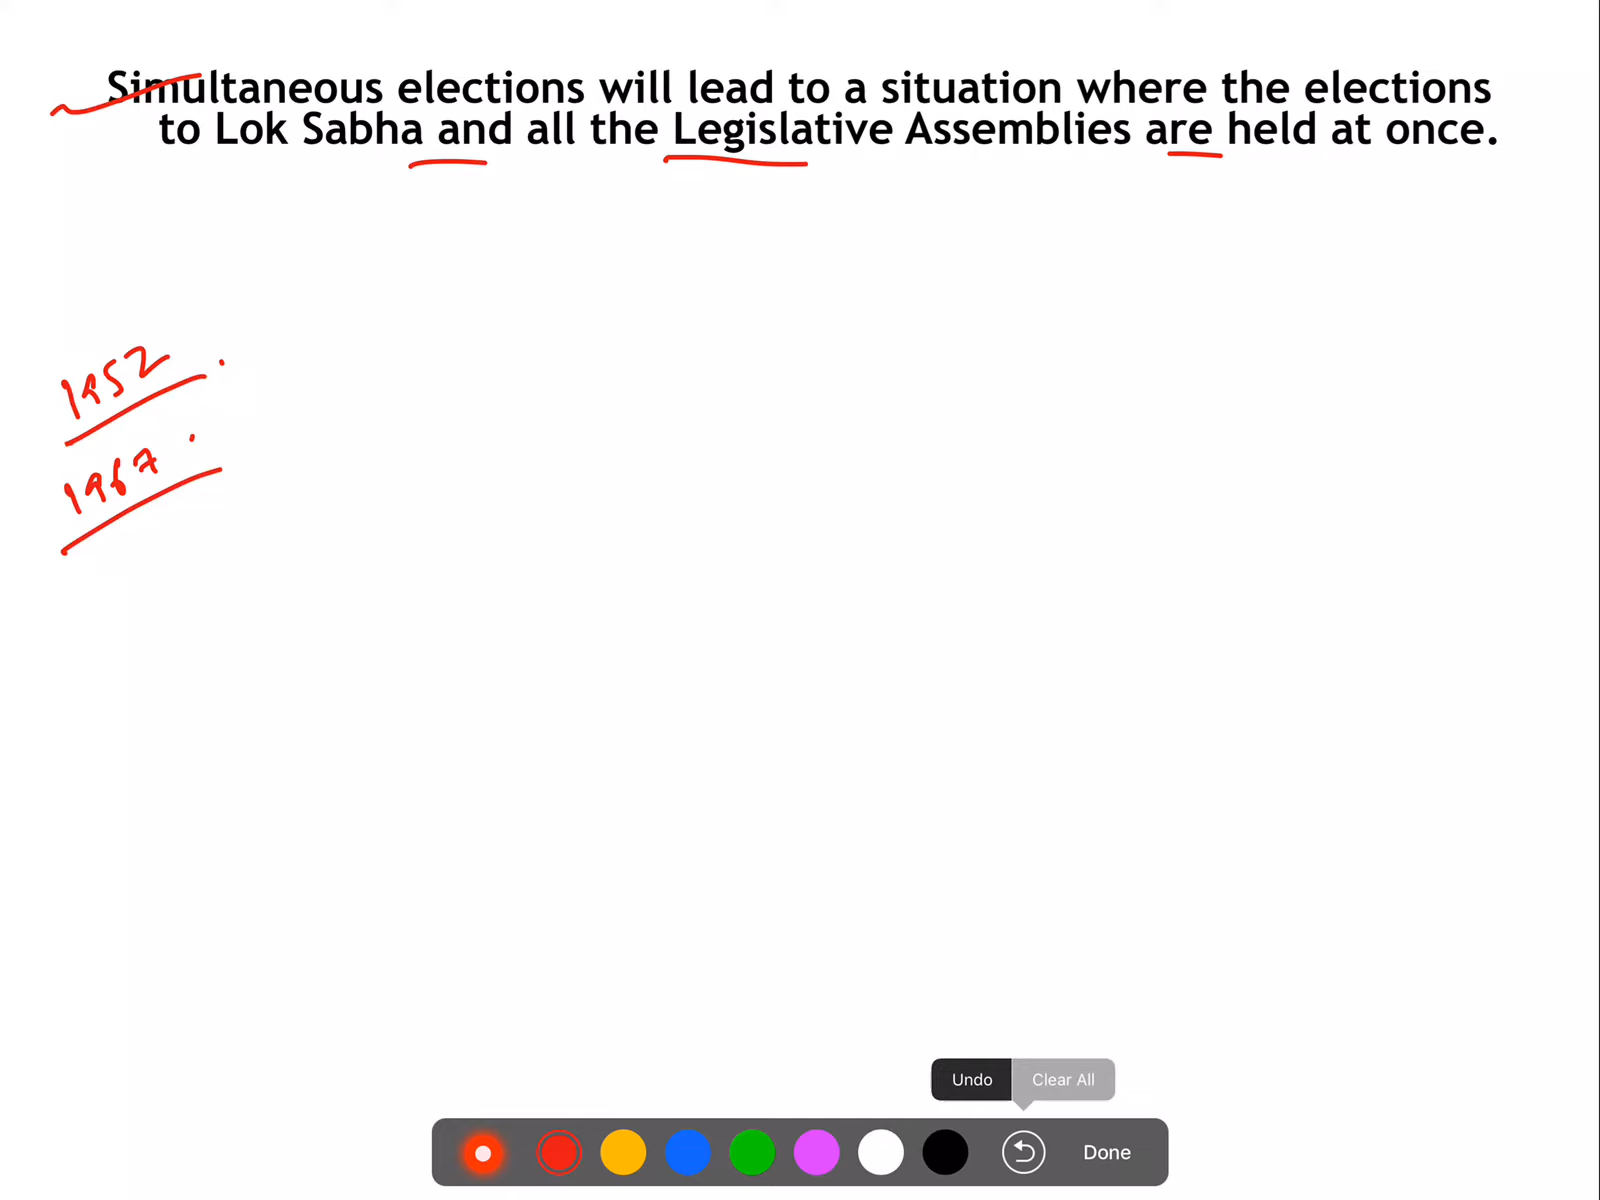 Simultaneous elections will lead to a situation where the elections
to Lok Sabha and all the Legislative Assemblies are held at once.
1952
1967
Undo Clear All
Done